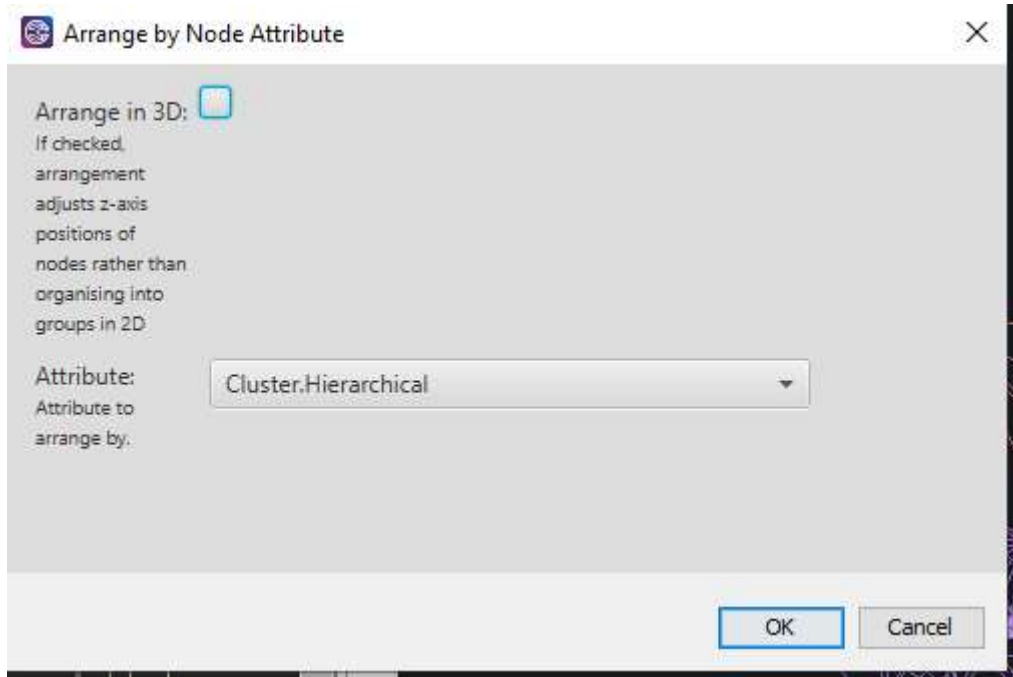 Arrange by Node Attribute
Arrange in 3D:
If checked,
arrangement
adjusts z-axis
positions of
nodes rather than
organising into
groups in 2D
Attribute:
Cluster.Hierarchical
Attribute to
arrange by.
OK
Cancel